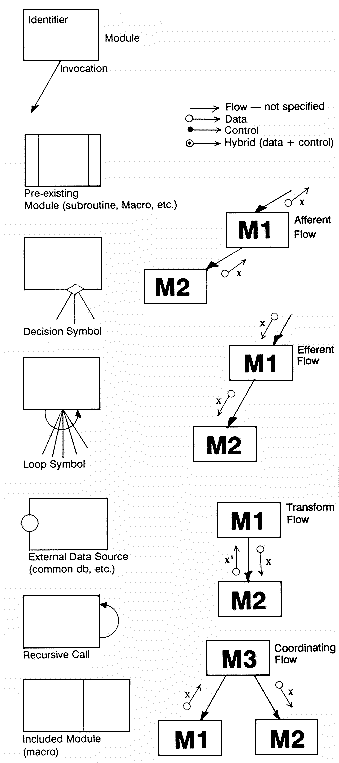 Identifier
Module
Invocation
Flow — not specified
Data
Control
Hybrid (data + control)
Pre-existing
Module (subroutine, Macro, etc.)
x
M1
Afferent
Flow
M2
x
Decision Symbol
x
M1
Efferent
Flow
x
M2
Loop Symbol
M1
Transform
Flow
External Data Source
(common db, etc.)
x'
x
M2
Recursive Call
M3
Coordinating
Flow
x
x
M1
M2
Included Module
(macro)